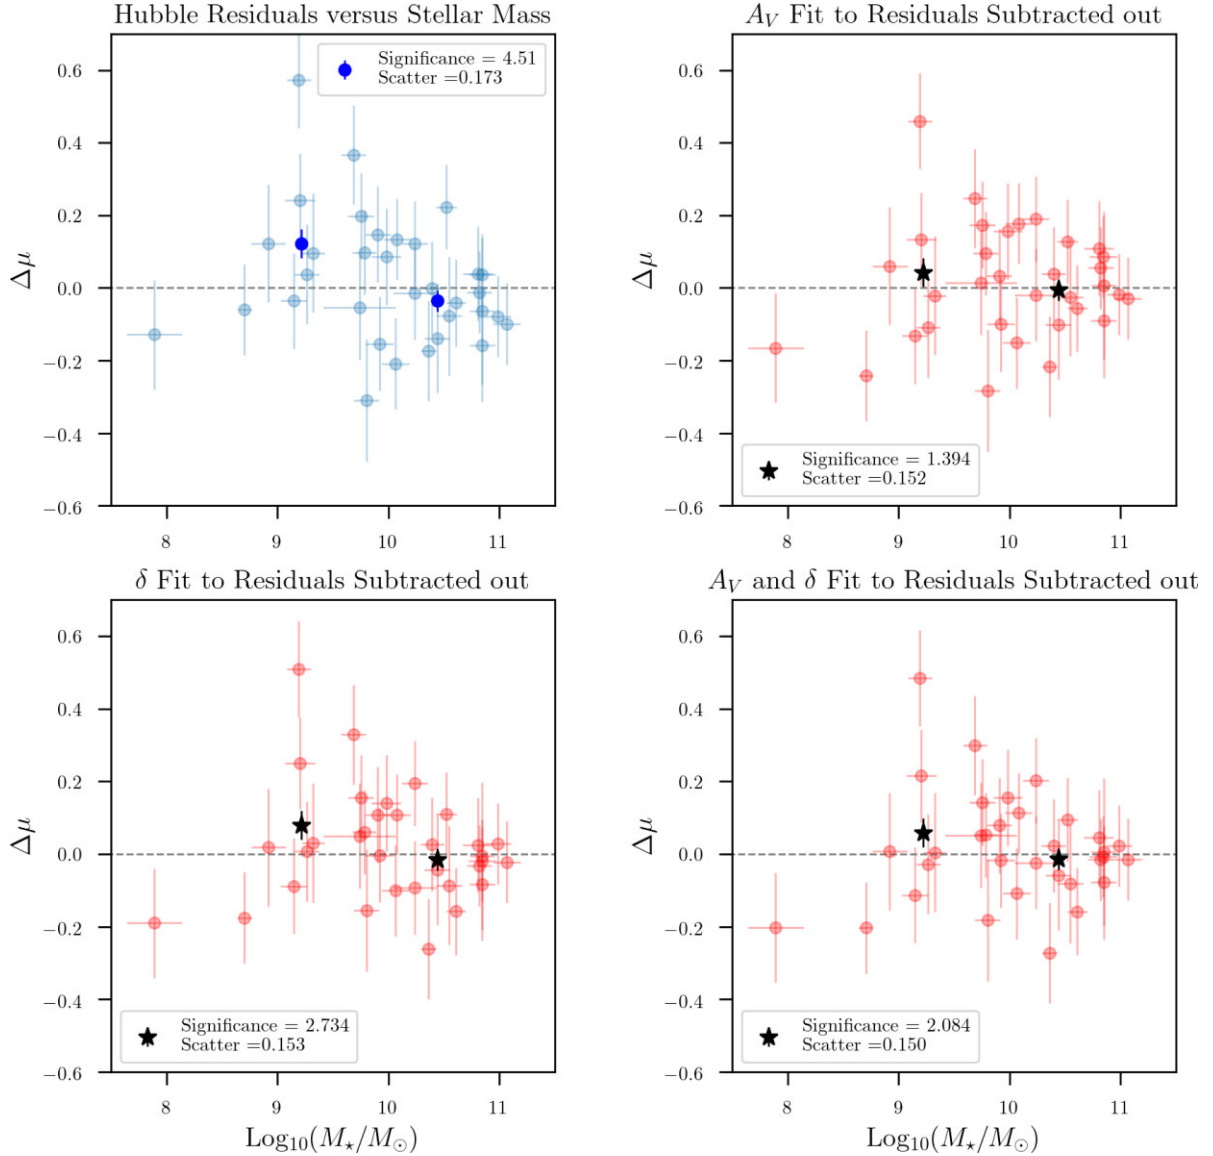 Hubble Residuals versus Stellar Mass
Significance = 4.51
Scatter =0.173
0.6
0.4
0.2
0.0
−0.2
−0.4
−0.6
Δμ
8 9 10 11
A_V Fit to Residuals Subtracted out
0.6
0.4
0.2
0.0
−0.2
−0.4
−0.6
Δμ
Significance = 1.394
Scatter =0.152
8 9 10 11
δ Fit to Residuals Subtracted out
0.6
0.4
0.2
0.0
−0.2
−0.4
−0.6
Δμ
Significance = 2.734
Scatter =0.153
8 9 10 11
Log₁₀(M⋆/M⊙)
A_V and δ Fit to Residuals Subtracted out
0.6
0.4
0.2
0.0
−0.2
−0.4
−0.6
Δμ
Significance = 2.084
Scatter =0.150
8 9 10 11
Log₁₀(M⋆/M⊙)